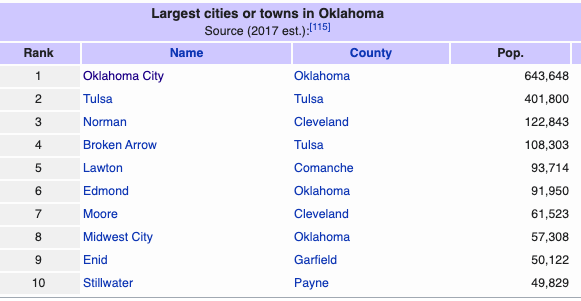 Largest cities or towns in Oklahoma
Source (2017 est.):[115]
Rank Name County Pop.
1 Oklahoma City Oklahoma 643,648
2 Tulsa Tulsa 401,800
3 Norman Cleveland 122,843
4 Broken Arrow Tulsa 108,303
5 Lawton Comanche 93,714
6 Edmond Oklahoma 91,950
7 Moore Cleveland 61,523
8 Midwest City Oklahoma 57,308
9 Enid Garfield 50,122
10 Stillwater Payne 49,829